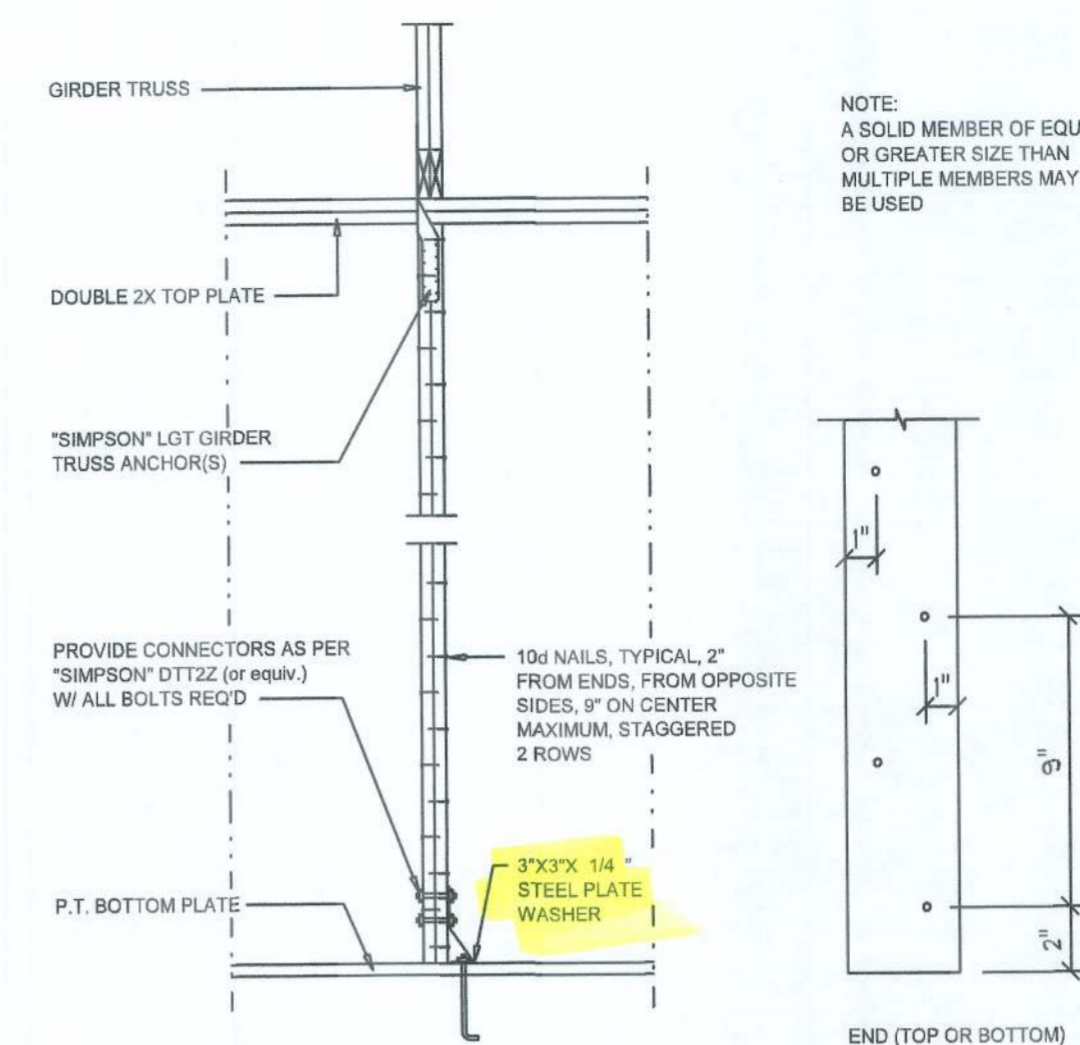 GIRDER TRUSS
NOTE:
A SOLID MEMBER OF EQU
OR GREATER SIZE THAN
MULTIPLE MEMBERS MAY
BE USED
DOUBLE 2X TOP PLATE
"SIMPSON" LGT GIRDER
TRUSS ANCHOR(S)
1"
1"
PROVIDE CONNECTORS AS PER
"SIMPSON" DTT2Z (or equiv.)
W/ ALL BOLTS REQ'D
10d NAILS, TYPICAL, 2"
FROM ENDS, FROM OPPOSITE
SIDES, 9" ON CENTER
MAXIMUM, STAGGERED
2 ROWS
9"
3"X3"X 1/4 "
STEEL PLATE
WASHER
P.T. BOTTOM PLATE
2"
END (TOP OR BOTTOM)